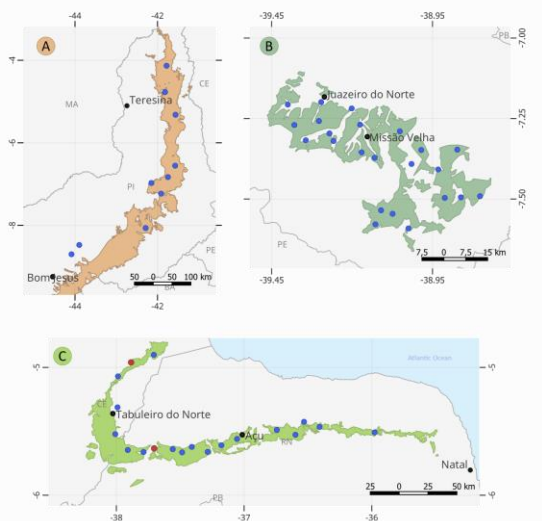 -44
-42
A
-4
CE
MA
Teresina
-6
PI
-8
PE
Bom Jesus
50 0 50 100 km
BA
-44
-42
-39.45
-38.95
-7.00
PB
B
Juazeiro do Norte
-7.25
Missão Velha
-7.50
PE
7,5 0 7,5 15 km
-39.45
-38.95
C
-5
-5
Atlantic Ocean
CE
Tabuleiro do Norte
Açu
RN
Natal
25 0 25 50 km
-6
-6
PB
-38
-37
-36